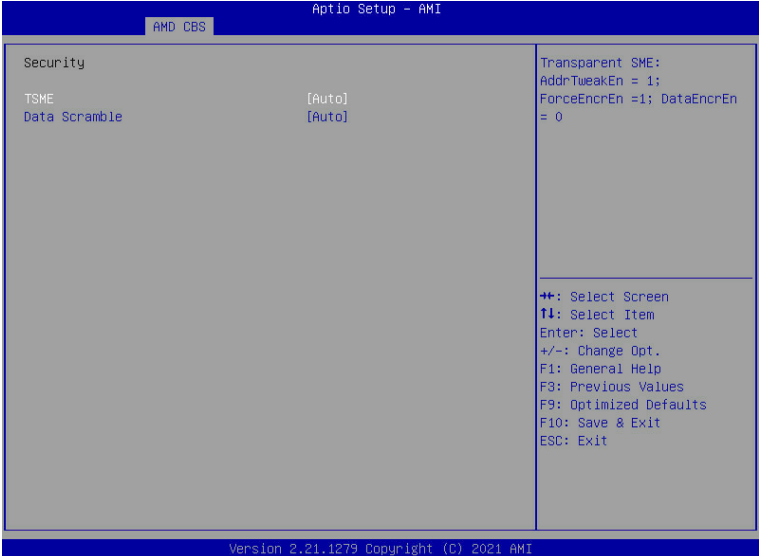 Aptio Setup – AMI
AMD CBS
Security
TSME [Auto]
Data Scramble [Auto]
Transparent SME:
AddrTweakEn = 1;
ForceEncrEn =1; DataEncrEn
= 0
→←: Select Screen
↑↓: Select Item
Enter: Select
+/-: Change Opt.
F1: General Help
F3: Previous Values
F9: Optimized Defaults
F10: Save & Exit
ESC: Exit
Version 2.21.1279 Copyright (C) 2021 AMI